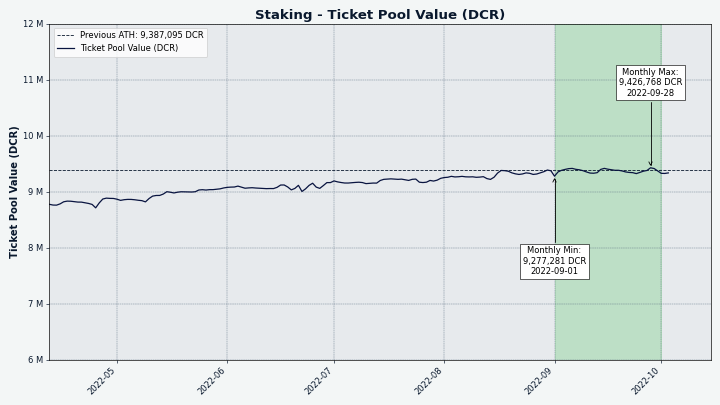 Staking - Ticket Pool Value (DCR)
Previous ATH: 9,387,095 DCR
Ticket Pool Value (DCR)
Ticket Pool Value (DCR)
12 M
11 M
10 M
9 M
8 M
7 M
6 M
Monthly Max:
9,426,768 DCR
2022-09-28
Monthly Min:
9,277,281 DCR
2022-09-01
2022-05
2022-06
2022-07
2022-08
2022-09
2022-10